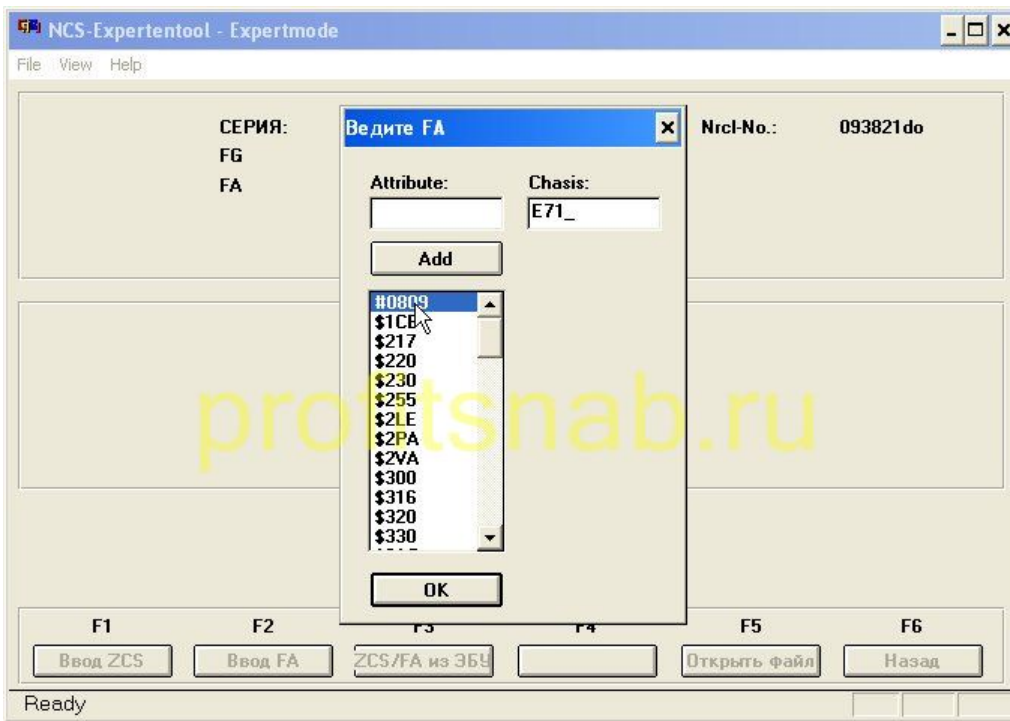 NCS-Expertentool - Expertmode
File View Help
СЕРИЯ:
FG
FA
Nrcl-No.: 093821do
Ведите FA
Attribute: Chasis:
E71_
Add
#0809
$1CB
$217
$220
$230
$255
$2LE
$2PA
$2VA
$300
$316
$320
$330
OK
profitsnab.ru
F1 F2 F3 F4 F5 F6
Ввод ZCS Ввод FA ZCS/FA из ЭБУ Открыть файл Назад
Ready